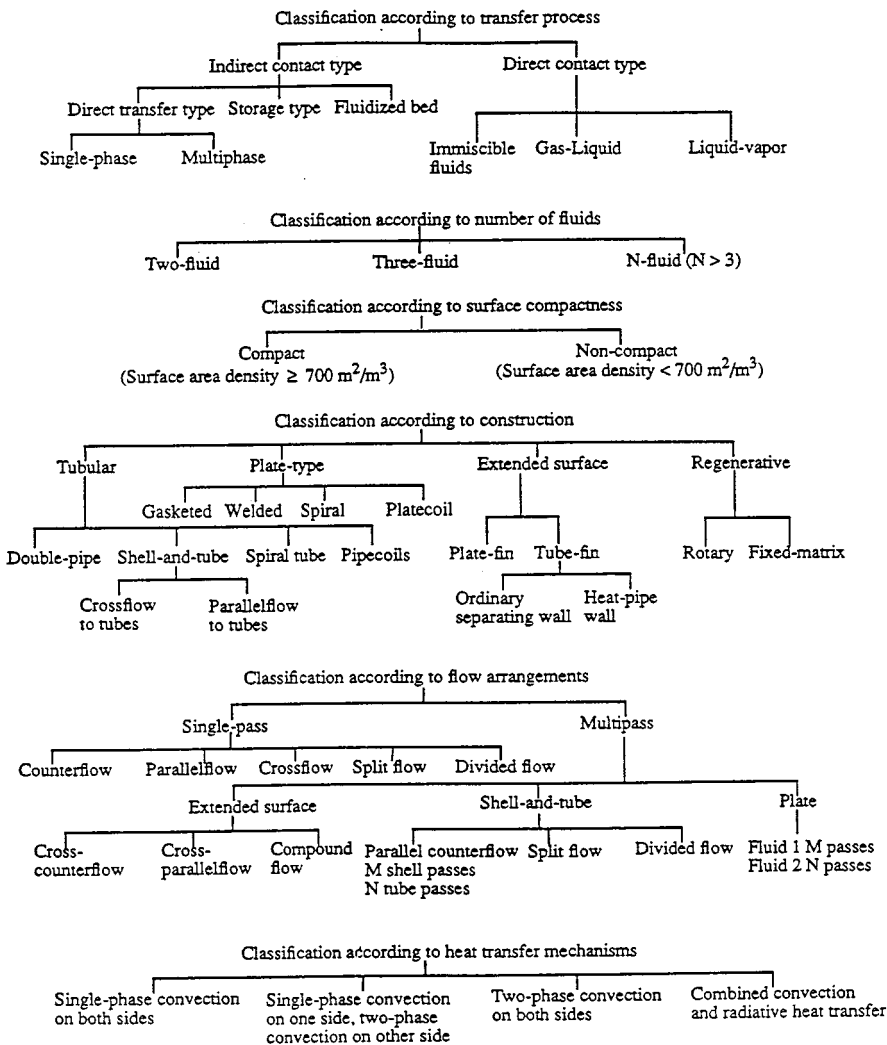 Classification according to transfer process
Indirect contact type
Direct contact type
Direct transfer type
Storage type
Fluidized bed
Single-phase
Multiphase
Immiscible
fluids
Gas-Liquid
Liquid-vapor
Classification according to number of fluids
Two-fluid
Three-fluid
N-fluid (N > 3)
Classification according to surface compactness
Compact
(Surface area density ≥ 700 m²/m³)
Non-compact
(Surface area density < 700 m²/m³)
Classification according to construction
Tubular
Plate-type
Extended surface
Regenerative
Gasketed
Welded
Spiral
Platecoil
Double-pipe
Shell-and-tube
Spiral tube
Pipecoils
Plate-fin
Tube-fin
Rotary
Fixed-matrix
Crossflow
to tubes
Parallelflow
to tubes
Ordinary
separating wall
Heat-pipe
wall
Classification according to flow arrangements
Single-pass
Multipass
Counterflow
Parallelflow
Crossflow
Split flow
Divided flow
Extended surface
Shell-and-tube
Plate
Cross-
counterflow
Cross-
parallelflow
Compound
flow
Parallel counterflow
M shell passes
N tube passes
Split flow
Divided flow
Fluid 1 M passes
Fluid 2 N passes
Classification according to heat transfer mechanisms
Single-phase convection
on both sides
Single-phase convection
on one side, two-phase
convection on other side
Two-phase convection
on both sides
Combined convection
and radiative heat transfer